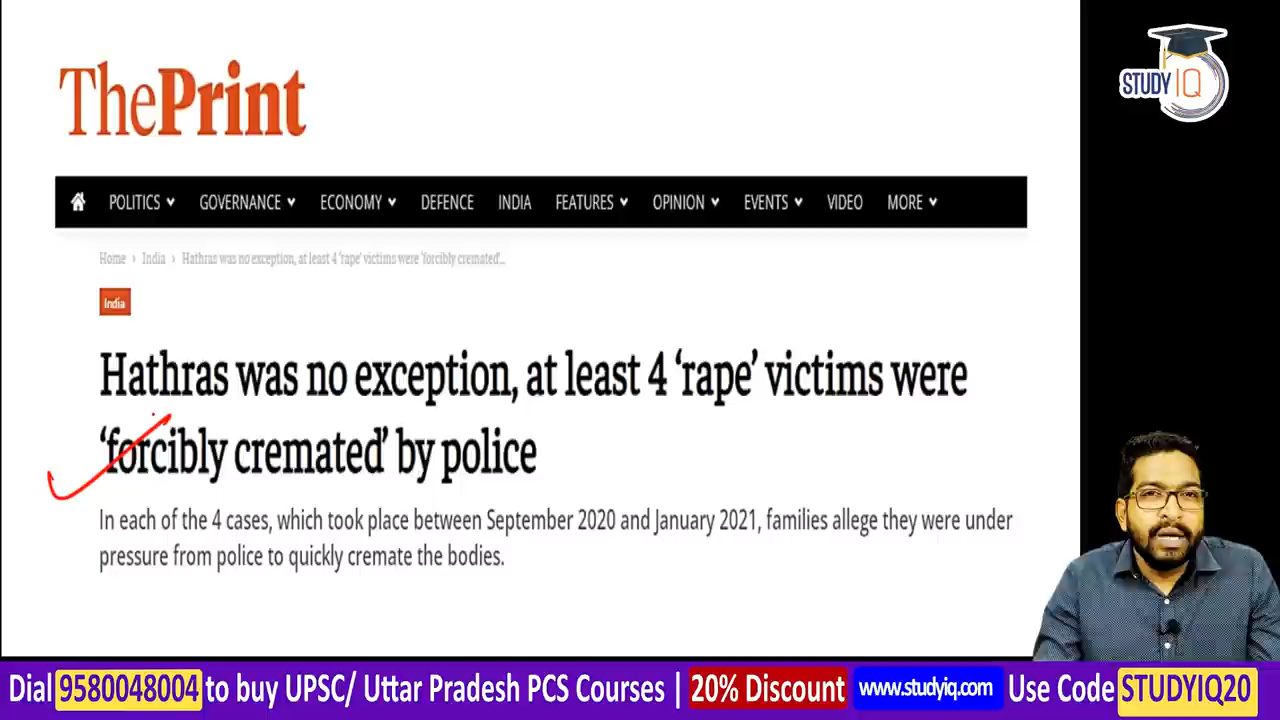 ThePrint
STUDY IQ
POLITICS GOVERNANCE ECONOMY DEFENCE INDIA FEATURES OPINION EVENTS VIDEO MORE
Home › India › Hathras was no exception, at least 4 ‘rape’ victims were ‘forcibly cremated’...
India
Hathras was no exception, at least 4 ‘rape’ victims were
‘forcibly cremated’ by police
In each of the 4 cases, which took place between September 2020 and January 2021, families allege they were under
pressure from police to quickly cremate the bodies.
Dial 9580048004 to buy UPSC/ Uttar Pradesh PCS Courses | 20% Discount www.studyiq.com Use Code STUDYIQ20